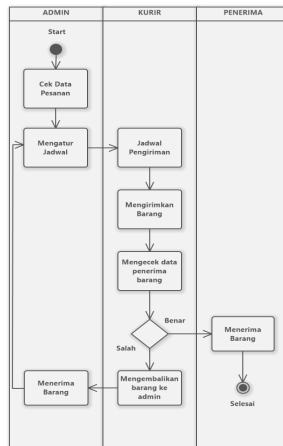 ADMIN
KURIR
PENERIMA
Start
Cek Data
Pesanan
Mengatur
Jadwal
Jadwal
Pengiriman
Mengirimkan
Barang
Mengecek data
penerima
barang
Benar
Salah
Menerima
Barang
Mengembalikan
barang ke
admin
Menerima
Barang
Selesai